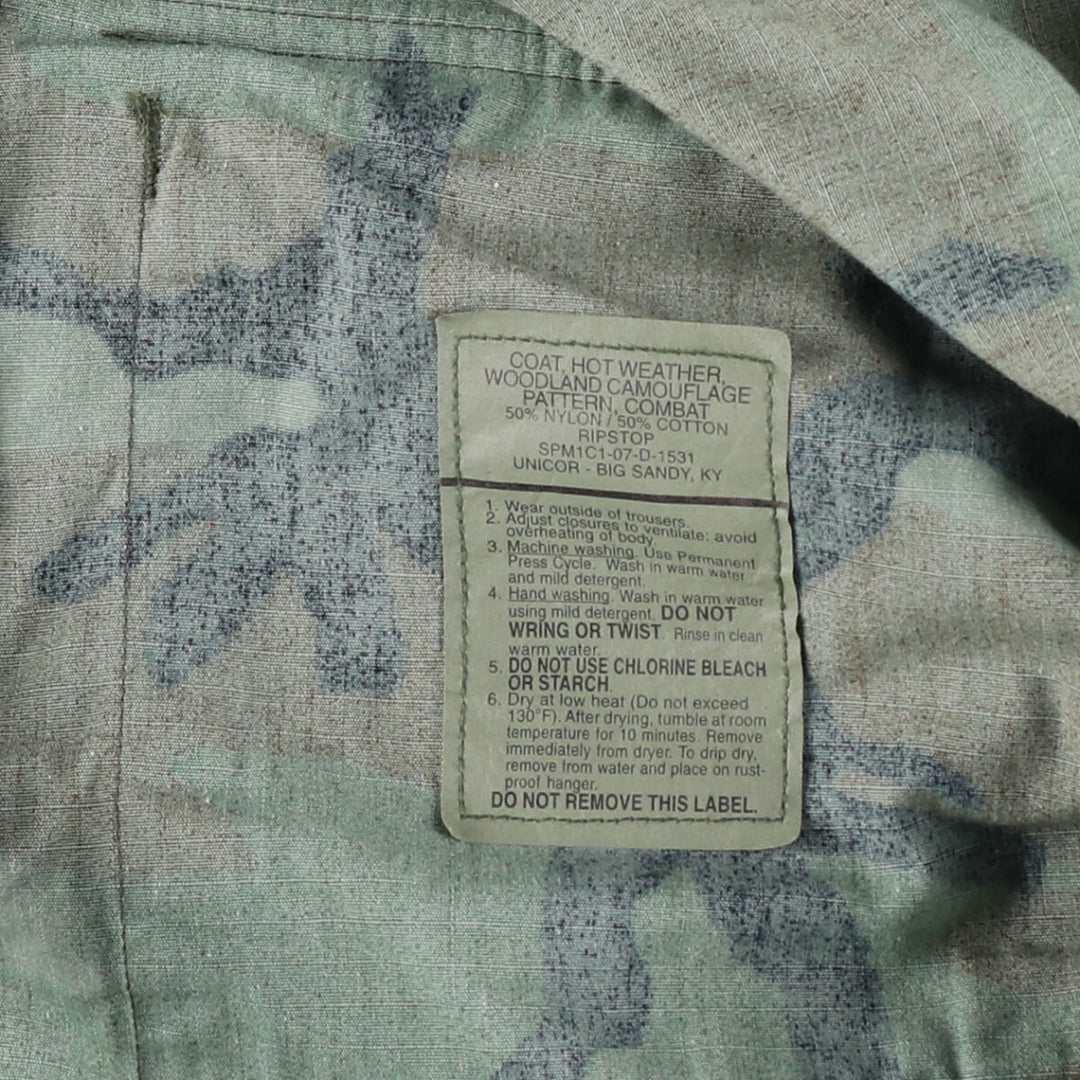 COAT, HOT WEATHER,
WOODLAND CAMOUFLAGE
PATTERN, COMBAT
50% NYLON / 50% COTTON
RIPSTOP
SPM1C1-07-D-1531
UNICOR - BIG SANDY, KY
1. Wear outside of trousers.
2. Adjust closures to ventilate: avoid
overheating of body.
3. Machine washing. Use Permanent
Press Cycle. Wash in warm water
and mild detergent.
4. Hand washing. Wash in warm water
using mild detergent. DO NOT
WRING OR TWIST. Rinse in clean
warm water.
5. DO NOT USE CHLORINE BLEACH
OR STARCH.
6. Dry at low heat (Do not exceed
130°F). After drying, tumble at room
temperature for 10 minutes. Remove
immediately from dryer. To drip dry,
remove from water and place on rust-
proof hanger.
DO NOT REMOVE THIS LABEL.